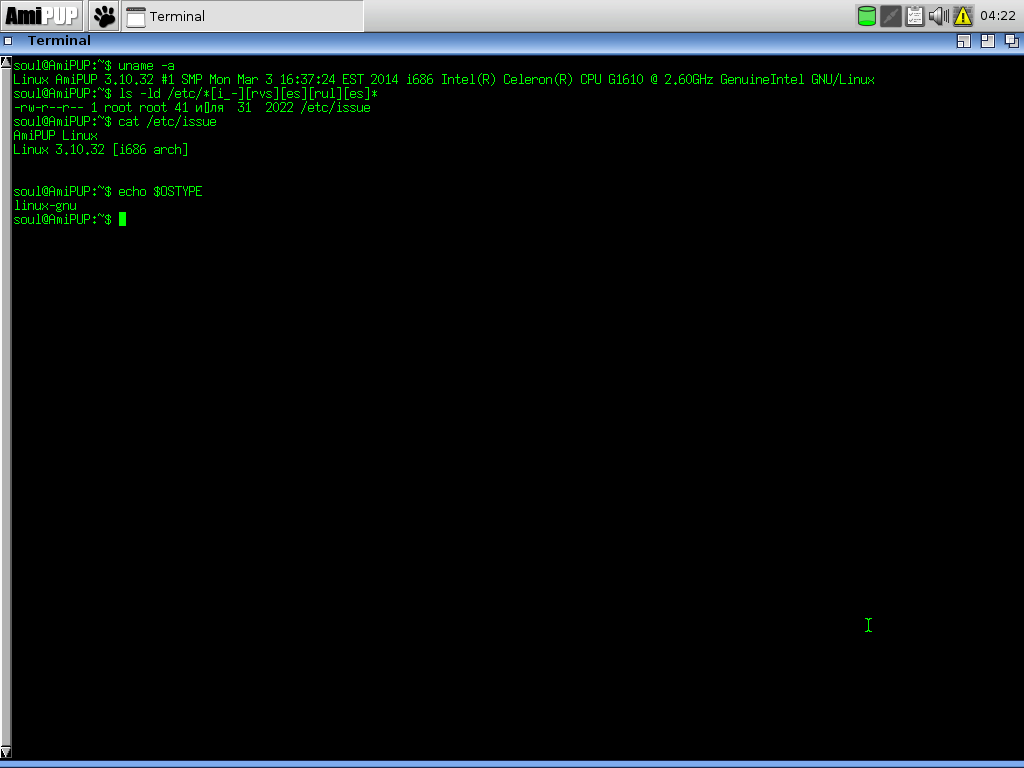 AmiPUP
Terminal
04:22
Terminal
soul@AmiPUP:~$ uname -a
Linux AmiPUP 3.10.32 #1 SMP Mon Mar 3 16:37:24 EST 2014 i686 Intel(R) Celeron(R) CPU G1610 @ 2.60GHz GenuineIntel GNU/Linux
soul@AmiPUP:~$ ls -ld /etc/*[i_-][rvs][es][rul][es]*
-rw-r--r-- 1 root root 41 31 2022 /etc/issue
soul@AmiPUP:~$ cat /etc/issue
AmiPUP Linux
Linux 3.10.32 [i686 arch]
soul@AmiPUP:~$ echo $OSTYPE
linux-gnu
soul@AmiPUP:~$